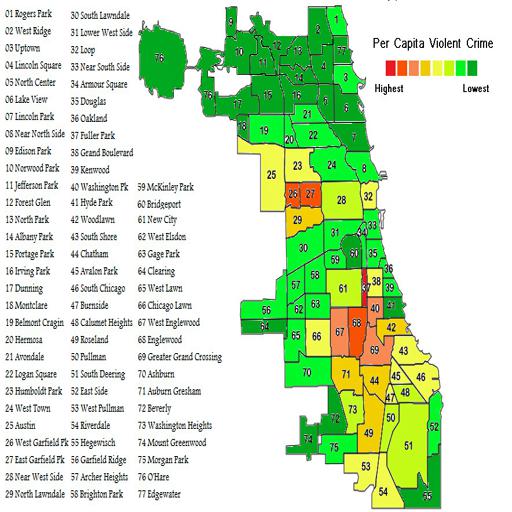 01 Rogers Park
02 West Ridge
03 Uptown
04 Lincoln Square
05 North Center
06 Lake View
07 Lincoln Park
08 Near North Side
09 Edison Park
10 Norwood Park
11 Jefferson Park
12 Forest Glen
13 North Park
14 Albany Park
15 Portage Park
16 Irving Park
17 Dunning
18 Montclare
19 Belmont Cragin
20 Hermosa
21 Avondale
22 Logan Square
23 Humboldt Park
24 West Town
25 Austin
26 West Garfield Pk
27 East Garfield Pk
28 Near West Side
29 North Lawndale
30 South Lawndale
31 Lower West Side
32 Loop
33 Near South Side
34 Armour Square
35 Douglas
36 Oakland
37 Fuller Park
38 Grand Boulevard
39 Kenwood
40 Washington Pk
41 Hyde Park
42 Woodlawn
43 South Shore
44 Chatham
45 Avalon Park
46 South Chicago
47 Burnside
48 Calumet Heights
49 Roseland
50 Pullman
51 South Deering
52 East Side
53 West Pullman
54 Riverdale
55 Hegewisch
56 Garfield Ridge
57 Archer Heights
58 Brighton Park
59 McKinley Park
60 Bridgeport
61 New City
62 West Elsdon
63 Gage Park
64 Clearing
65 West Lawn
66 Chicago Lawn
67 West Englewood
68 Englewood
69 Greater Grand Crossing
70 Ashburn
71 Auburn Gresham
72 Beverly
73 Washington Heights
74 Mount Greenwood
75 Morgan Park
76 O'Hare
77 Edgewater
Per Capita Violent Crime
Highest Lowest
9
2
1
76
10
12
13
77
11
4
14
3
76
17
15
16
5
6
18
19
21
20
22
7
25
23
24
8
26
27
28
32
29
31
33
34
30
60
35
59
58
36
57
61
37
38
39
56
62
63
40
41
64
65
66
67
68
42
69
43
70
71
44
45
46
48
47
72
73
50
52
74
75
49
51
53
54
55